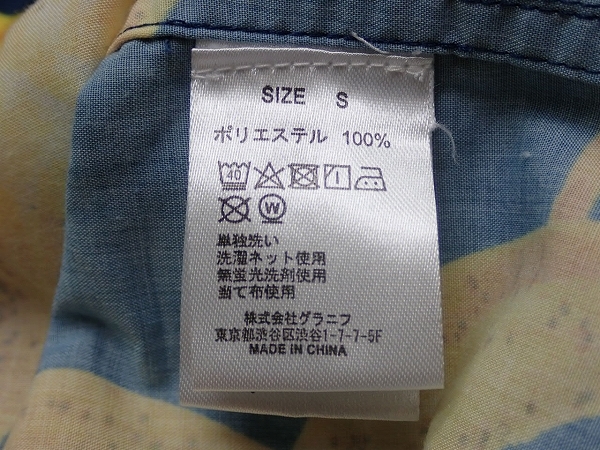 SIZE S
ポリエステル 100%
40
W
単独洗い
洗濯ネット使用
無蛍光洗剤使用
当て布使用
株式会社グラニフ
東京都渋谷区渋谷1-7-7-5F
MADE IN CHINA